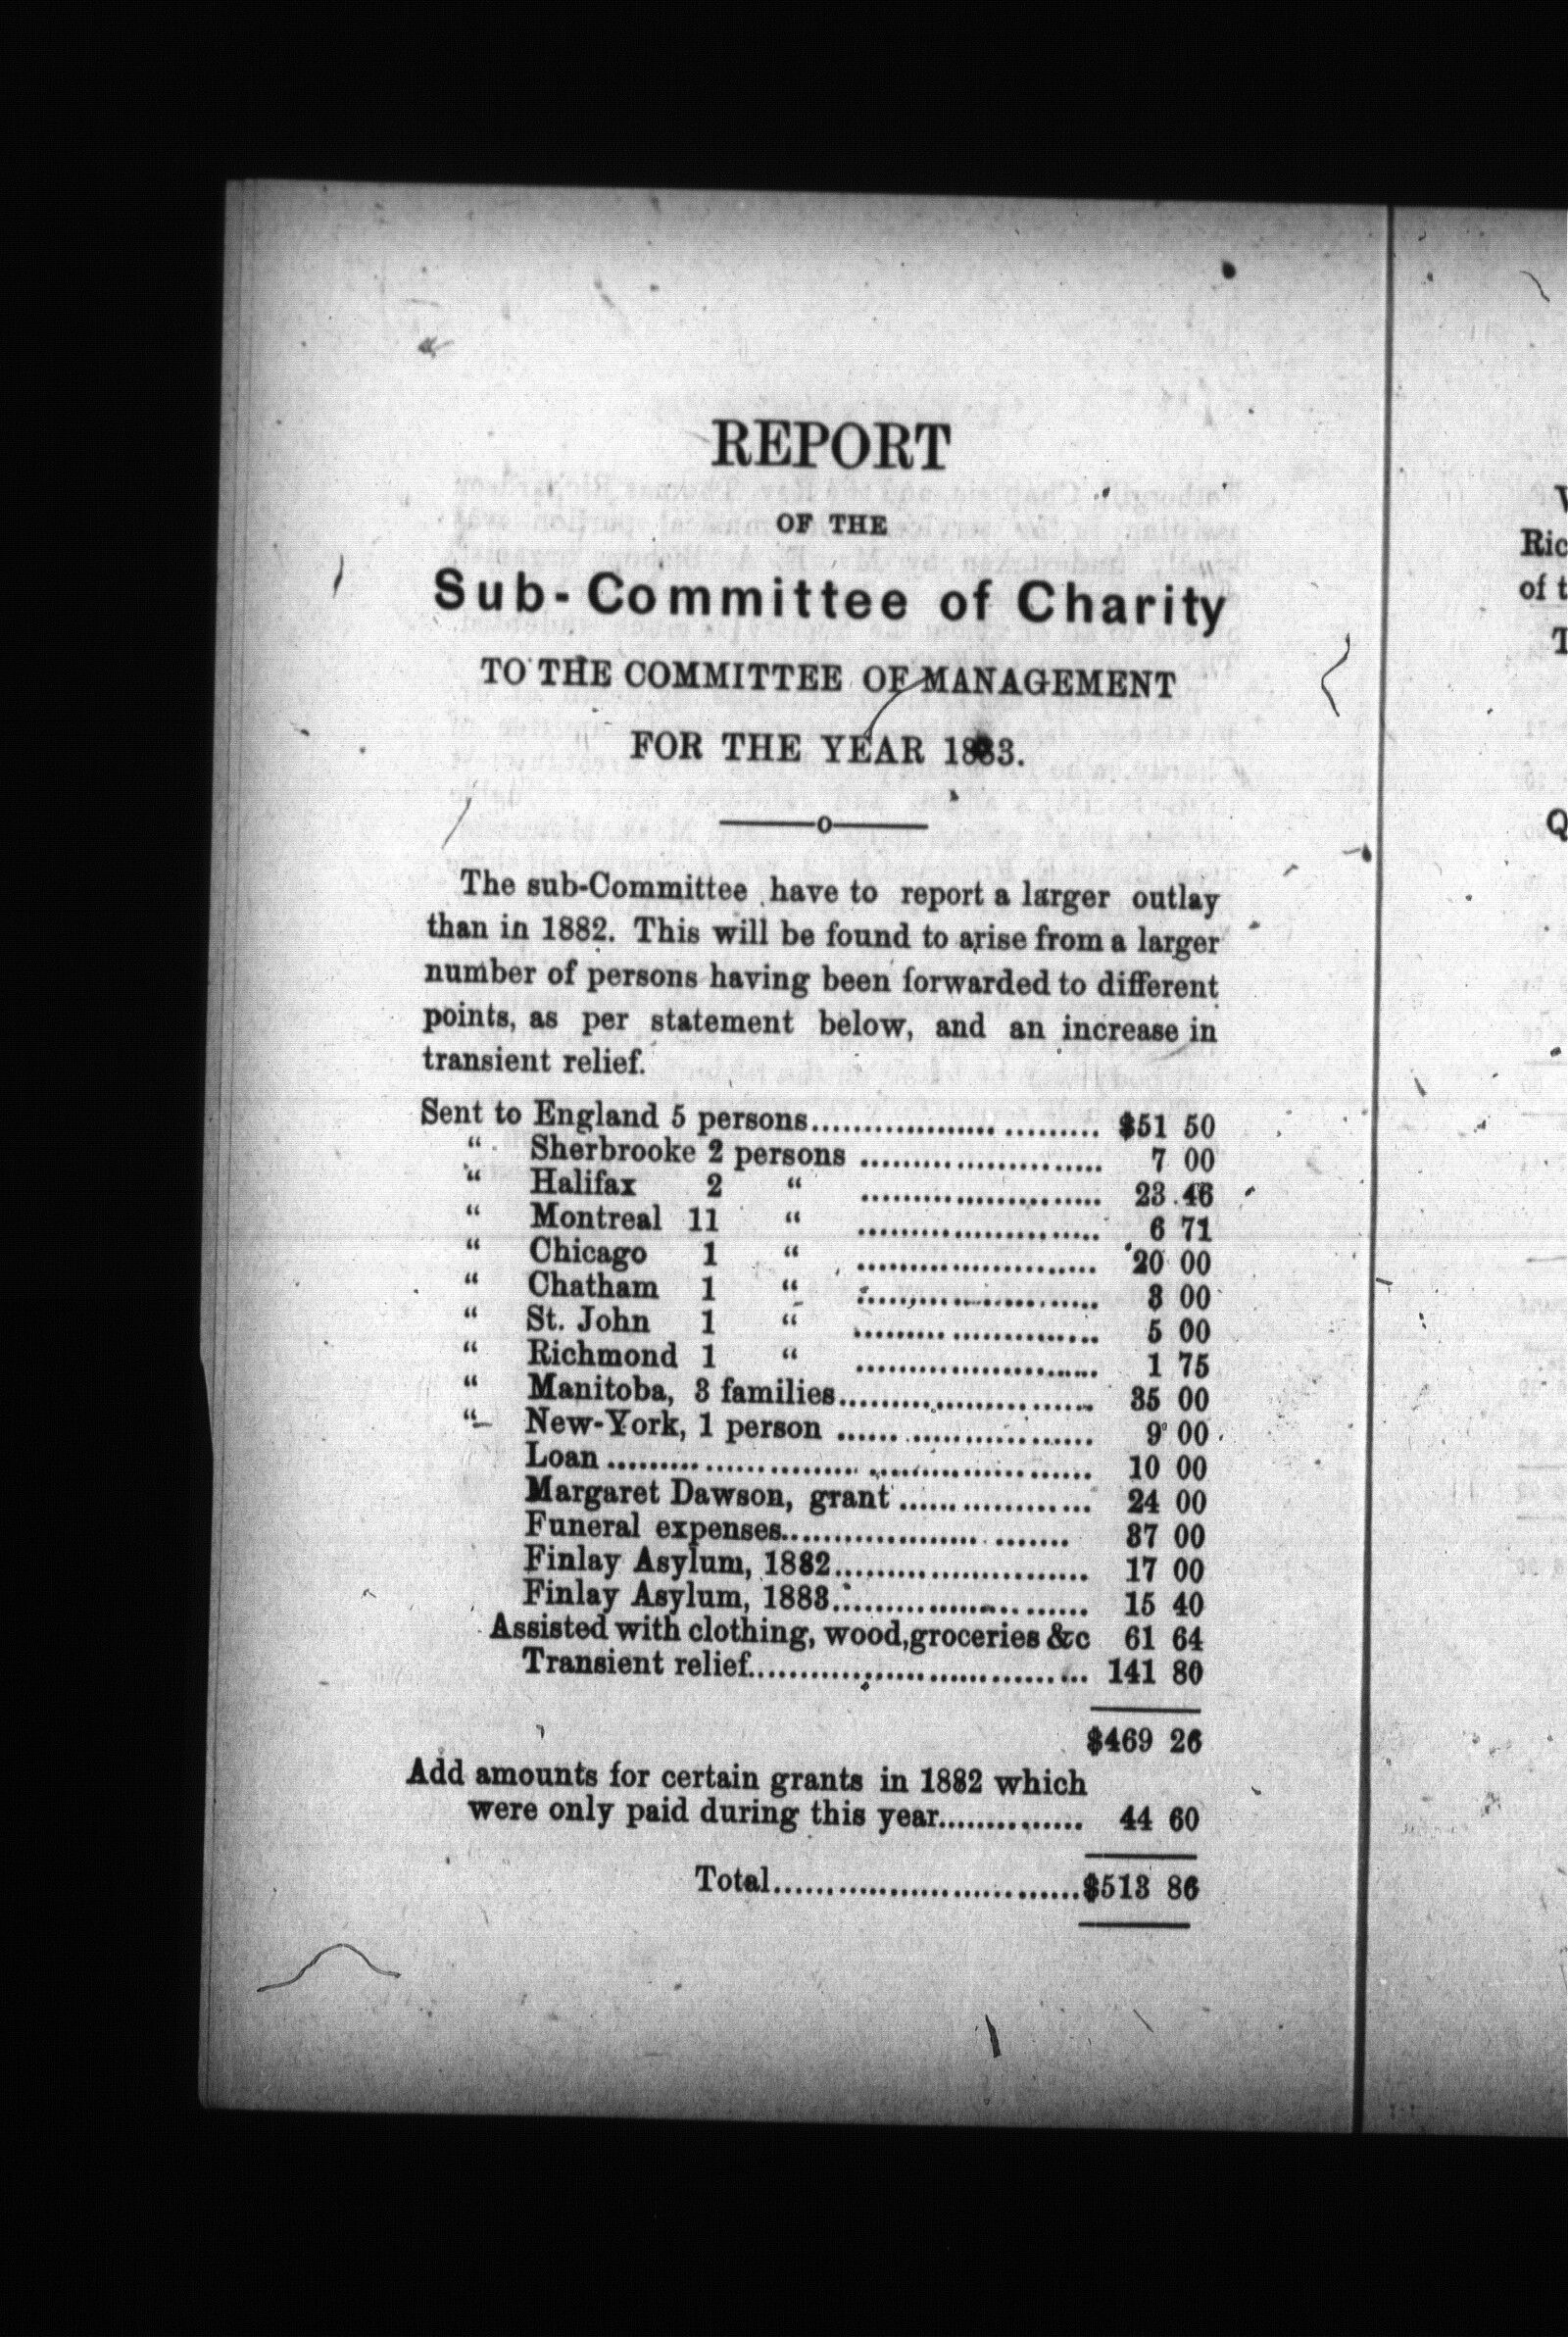 REPORT
OF THE
Sub-Committee of Charity
TO THE COMMITTEE OF MANAGEMENT
FOR THE YEAR 1883.
The sub-Committee have to report a larger outlay
than in 1882. This will be found to arise from a larger
number of persons having been forwarded to different
points, as per statement below, and an increase in
transient relief.
Sent to England 5 persons........................... $51 50
“ Sherbrooke 2 persons ........................ 7 00
“ Halifax 2 “ ........................ 23 46
“ Montreal 11 “ ........................ 6 71
“ Chicago 1 “ ........................ 20 00
“ Chatham 1 “ ........................ 3 00
“ St. John 1 “ ........................ 5 00
“ Richmond 1 “ ........................ 1 75
“ Manitoba, 3 families........................ 35 00
“ New-York, 1 person ........................ 9 00
Loan ................................................ 10 00
Margaret Dawson, grant ................... 24 00
Funeral expenses............................ 37 00
Finlay Asylum, 1882........................ 17 00
Finlay Asylum, 1883........................ 15 40
Assisted with clothing, wood,groceries &c 61 64
Transient relief.................................. 141 80
$469 26
Add amounts for certain grants in 1882 which
were only paid during this year.............. 44 60
Total...............................$513 86
Ric
of t